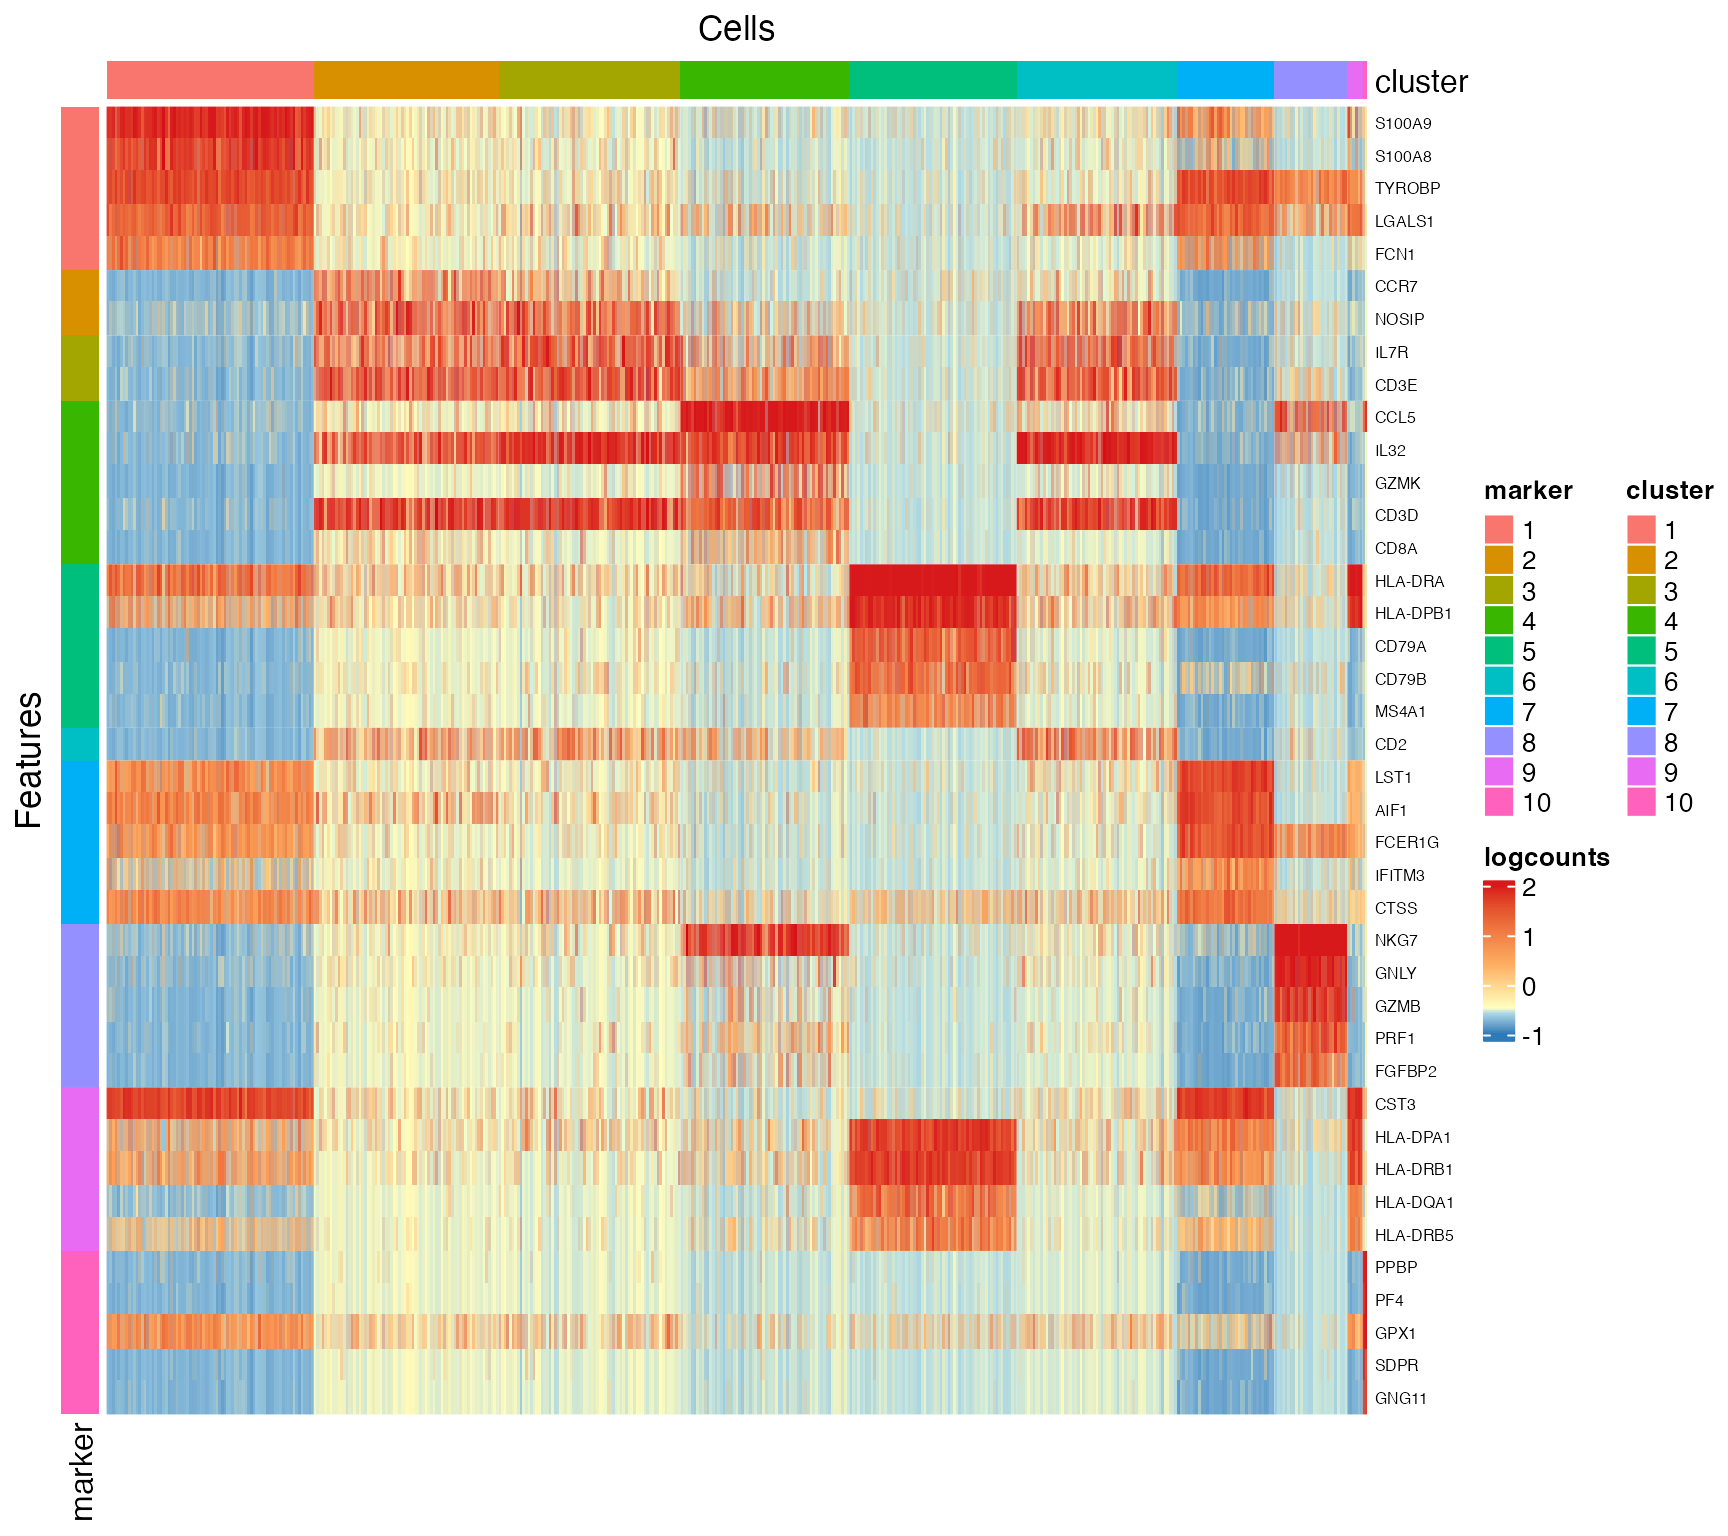 Cells
cluster
S100A9
S100A8
TYROBP
LGALS1
FCN1
CCR7
NOSIP
IL7R
CD3E
CCL5
IL32
GZMK
CD3D
CD8A
HLA-DRA
HLA-DPB1
CD79A
CD79B
MS4A1
CD2
LST1
AIF1
FCER1G
IFITM3
CTSS
NKG7
GNLY
GZMB
PRF1
FGFBP2
CST3
HLA-DPA1
HLA-DRB1
HLA-DQA1
HLA-DRB5
PPBP
PF4
GPX1
SDPR
GNG11
Features
marker
marker
1
2
3
4
5
6
7
8
9
10
cluster
1
2
3
4
5
6
7
8
9
10
logcounts
2
1
0
-1